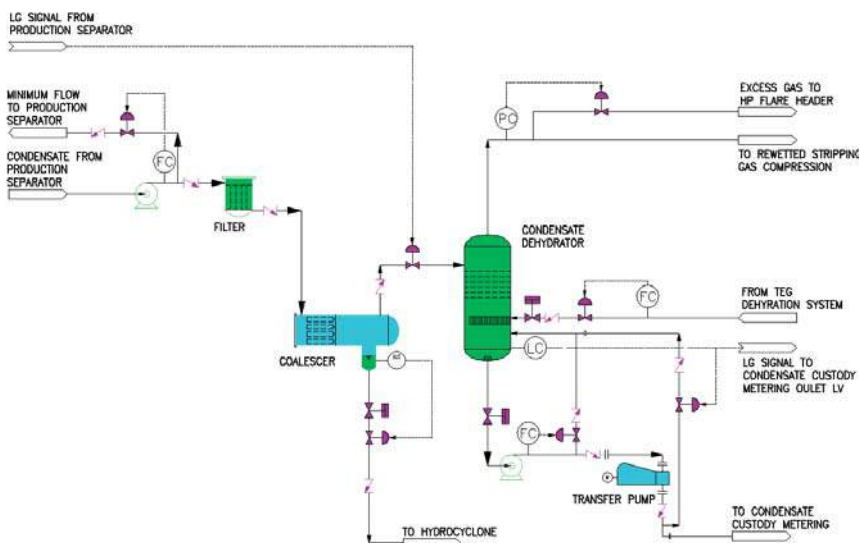 LG SIGNAL FROM
PRODUCTION SEPARATOR
MINIMUM FLOW
TO PRODUCTION
SEPARATOR
FC
CONDENSATE FROM
PRODUCTION
SEPARATOR
FILTER
COALESCER
TO HYDROCYCLONE
PC
EXCESS GAS TO
HP FLARE HEADER
TO REWETTED STRIPPING
GAS COMPRESSION
CONDENSATE
DEHYDRATOR
FC
FROM TEG
DEHYRATION SYSTEM
LC
LG SIGNAL TO
CONDENSATE CUSTODY
METERING OULET LV
FC
TRANSFER PUMP
TO CONDENSATE
CUSTODY METERING